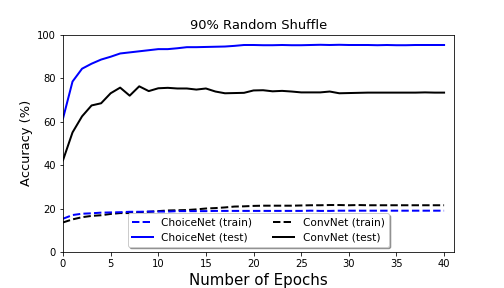 90% Random Shuffle
Accuracy (%)
100
80
60
40
20
0
ChoiceNet (train)
ConvNet (train)
ChoiceNet (test)
ConvNet (test)
0 5 10 15 20 25 30 35 40
Number of Epochs